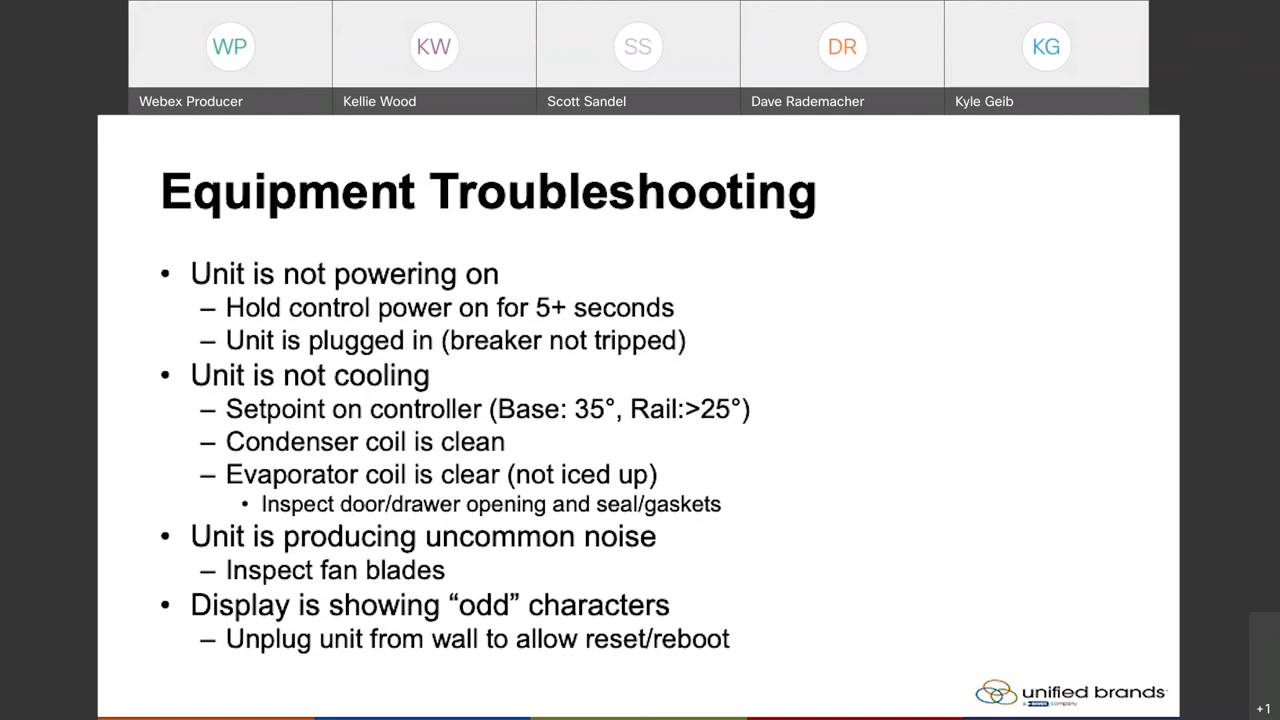 WP
KW
SS
DR
KG
Webex Producer
Kellie Wood
Scott Sandel
Dave Rademacher
Kyle Geib
Equipment Troubleshooting
• Unit is not powering on
– Hold control power on for 5+ seconds
– Unit is plugged in (breaker not tripped)
• Unit is not cooling
– Setpoint on controller (Base: 35°, Rail:>25°)
– Condenser coil is clean
– Evaporator coil is clear (not iced up)
• Inspect door/drawer opening and seal/gaskets
• Unit is producing uncommon noise
– Inspect fan blades
• Display is showing “odd” characters
– Unplug unit from wall to allow reset/reboot
unified brands
a DOVER company
+1